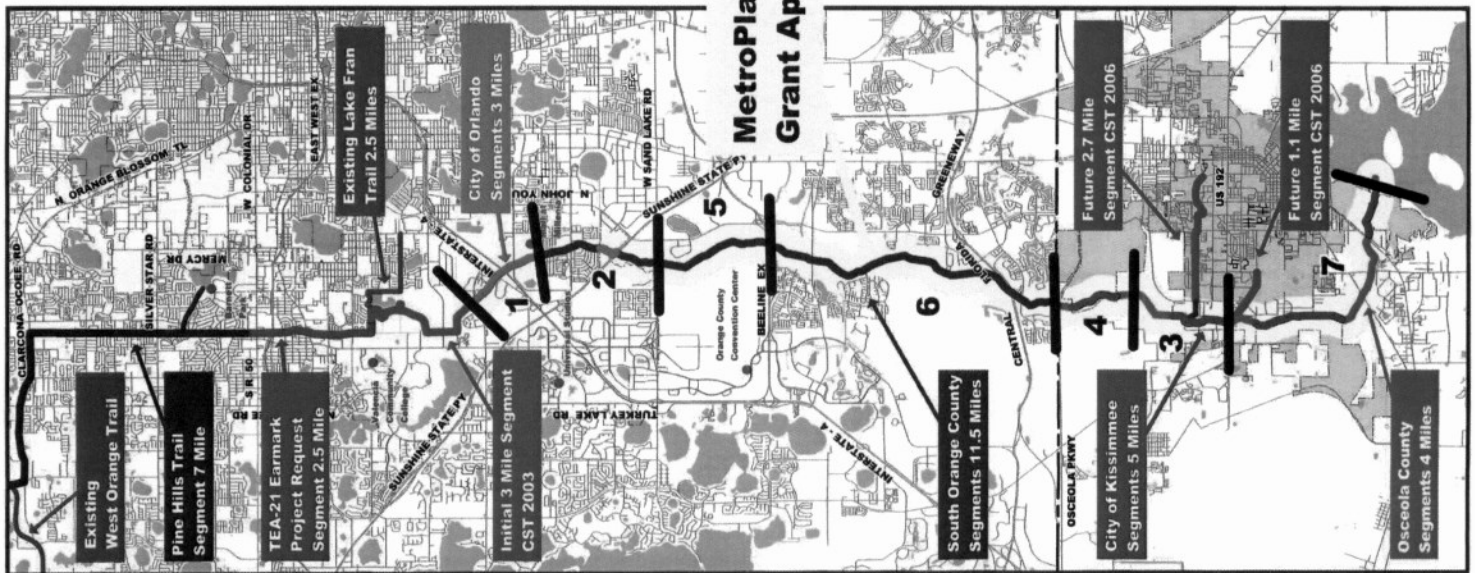 CLARCONA OCOEE RD
N ORANGE BLOSSOM TL
SILVER STAR RD
MERCY DR
Existing
West Orange Trail
Pine Hills Trail
Segment 7 Mile
W COLONIAL DR
EAST WEST EX
S R 50
TEA-21 Earmark
Project Request
Segment 2.5 Mile
Existing Lake Fran
Trail 2.5 Miles
Valencia
Community
College
SUNSHINE STATE PY
Initial 3 Mile Segment
CST 2003
INTERSTATE - 4
City of Orlando
Segments 3 Miles
1
N JOHN YOU
2
TURKEY LAKE RD
W SAND LAKE RD
SUNSHINE STATE PY
Orange County
Convention Center
5
BEELINE EX
MetroPla
Grant Ap
INTERSTATE - 4
South Orange County
Segments 11.5 Miles
6
CENTRAL
FLORIDA
GREENEWAY
OSCEOLA PKWY
4
City of Kissimmee
Segments 5 Miles
3
Future 2.7 Mile
Segment CST 2006
US 192
Future 1.1 Mile
Segment CST 2006
7
Osceola County
Segments 4 Miles